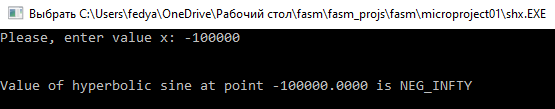 Выбрать C:\Users\fedya\OneDrive\Рабочий стол\fasm\fasm_projs\fasm\microproject01\shx.EXE
Please, enter value x: -100000
Value of hyperbolic sine at point -100000.0000 is NEG_INFTY